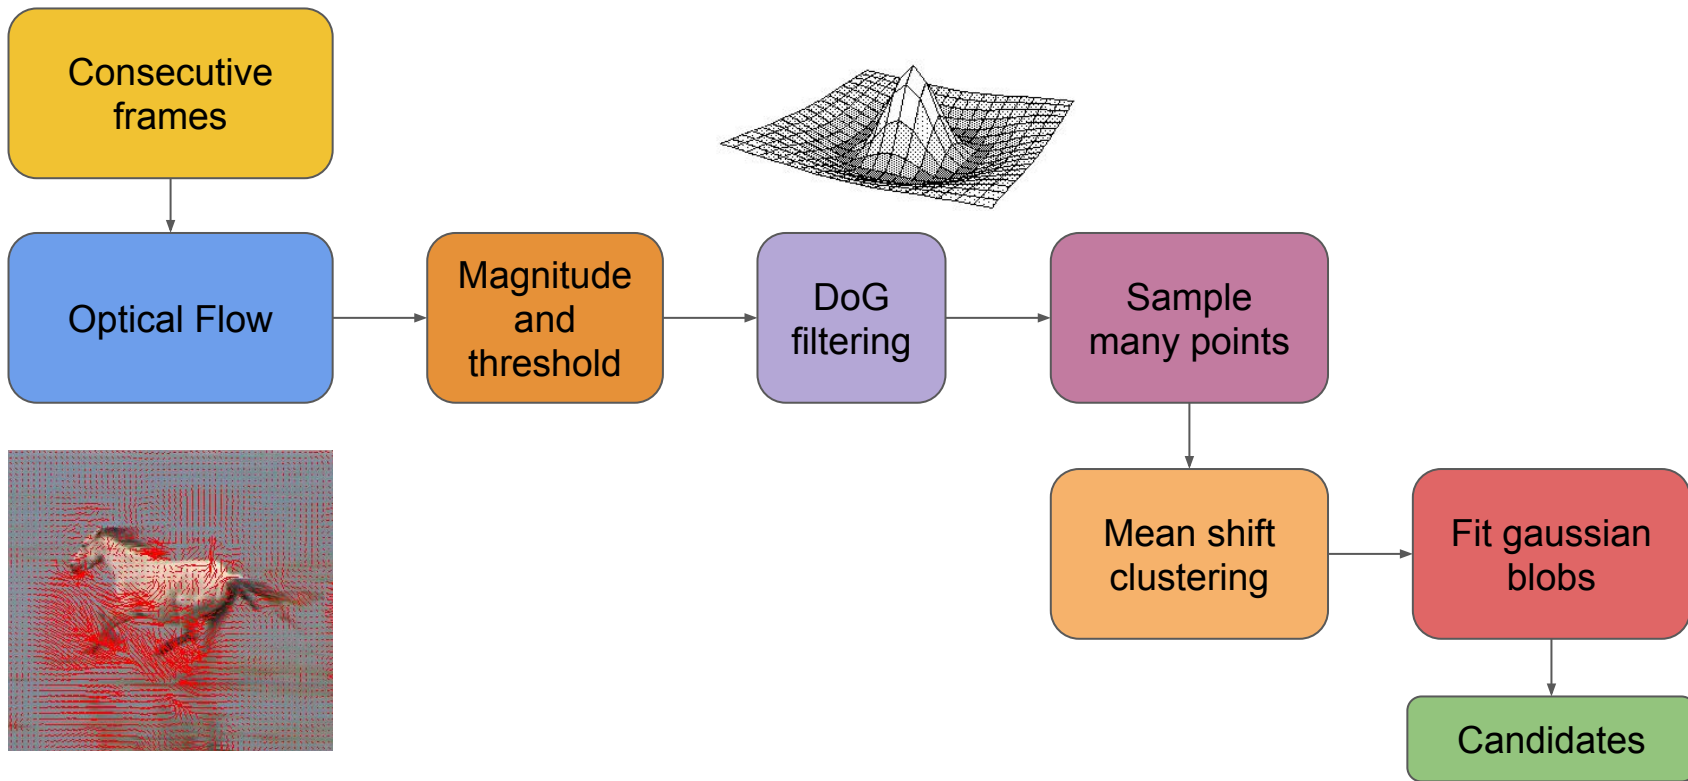 Consecutive
frames
Optical Flow
Magnitude
and
threshold
DoG
filtering
Sample
many points
Mean shift
clustering
Fit gaussian
blobs
Candidates